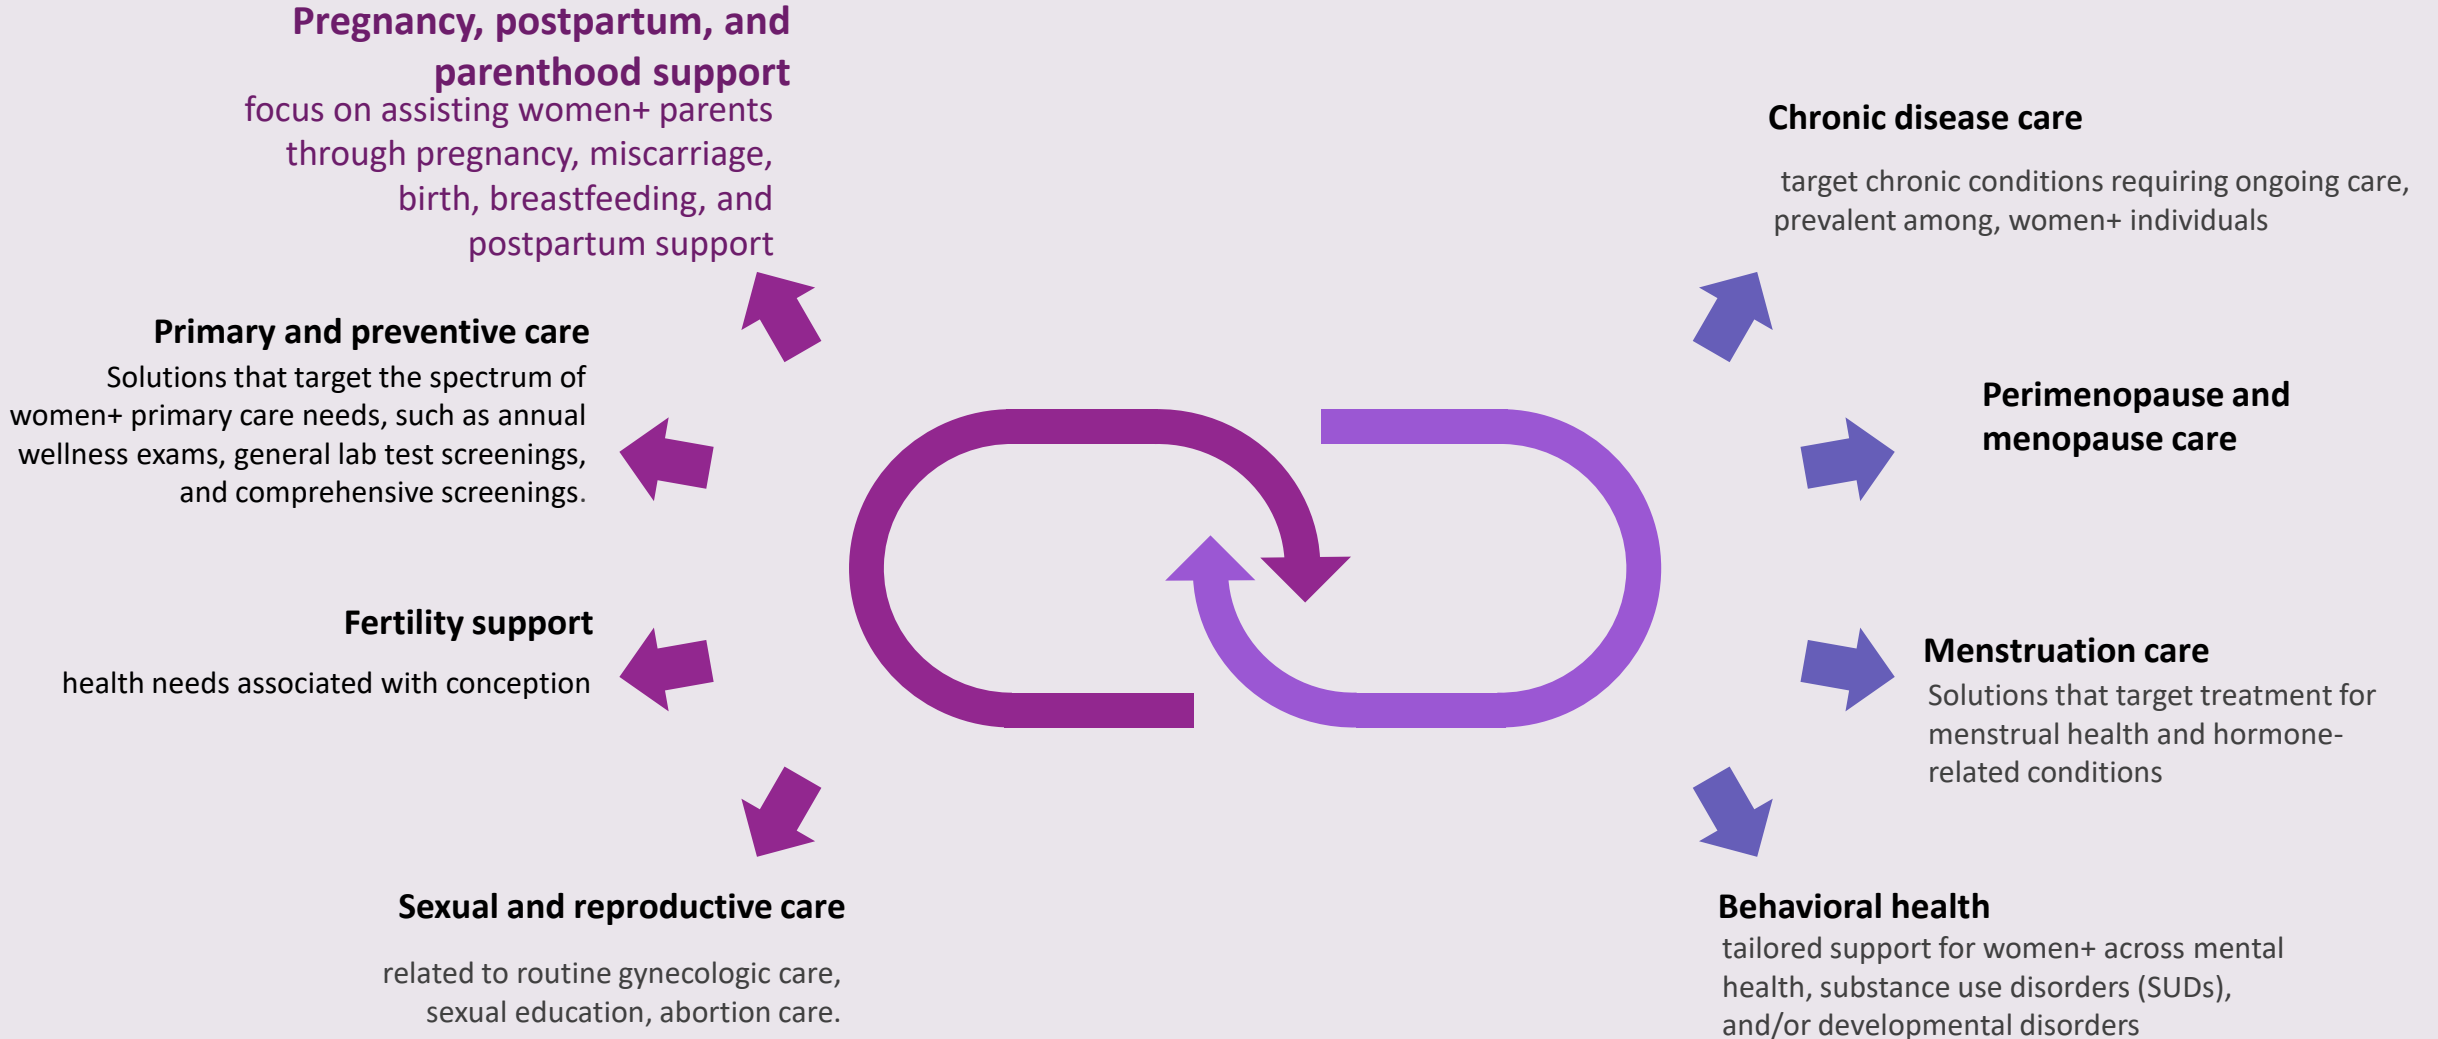 Pregnancy, postpartum, and
parenthood support
focus on assisting women+ parents
through pregnancy, miscarriage,
birth, breastfeeding, and
postpartum support
Primary and preventive care
Solutions that target the spectrum of
women+ primary care needs, such as annual
wellness exams, general lab test screenings,
and comprehensive screenings.
Fertility support
health needs associated with conception
Sexual and reproductive care
related to routine gynecologic care,
sexual education, abortion care.
Chronic disease care
target chronic conditions requiring ongoing care,
prevalent among, women+ individuals
Perimenopause and
menopause care
Menstruation care
Solutions that target treatment for
menstrual health and hormone-
related conditions
Behavioral health
tailored support for women+ across mental
health, substance use disorders (SUDs),
and/or developmental disorders